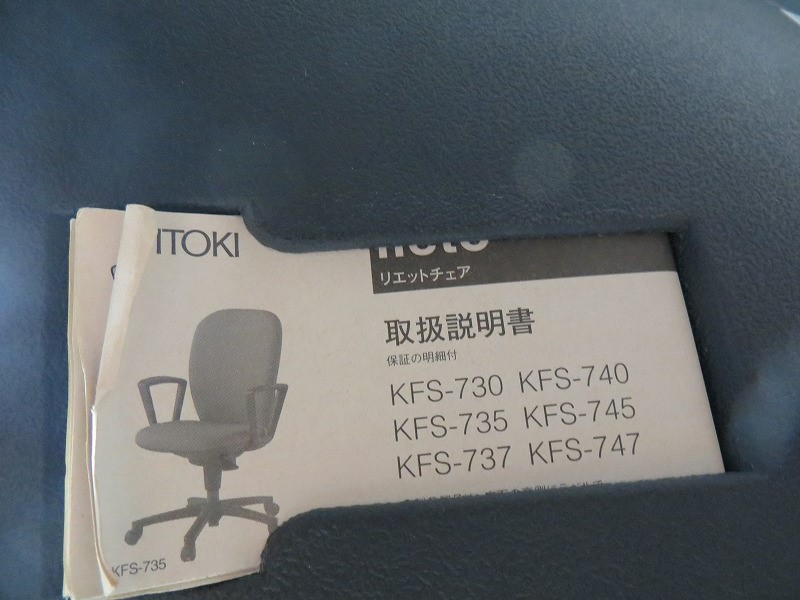 ITOKI
リエットチェア
取扱説明書
保証の明細付
KFS-730 KFS-740
KFS-735 KFS-745
KFS-737 KFS-747
KFS-735